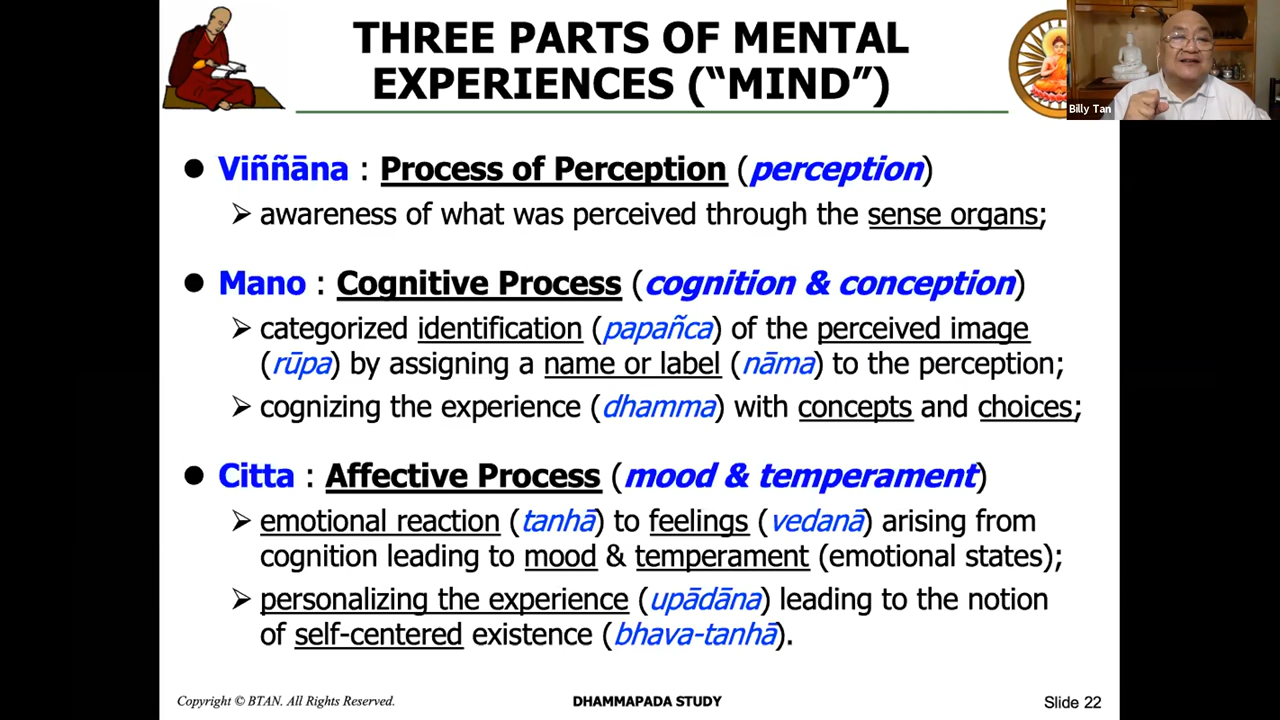 THREE PARTS OF MENTAL
EXPERIENCES (“MIND”)
Billy Tan
● Viññāna : Process of Perception (perception)
➢ awareness of what was perceived through the sense organs;
● Mano : Cognitive Process (cognition & conception)
➢ categorized identification (papañca) of the perceived image
(rūpa) by assigning a name or label (nāma) to the perception;
➢ cognizing the experience (dhamma) with concepts and choices;
● Citta : Affective Process (mood & temperament)
➢ emotional reaction (tanhā) to feelings (vedanā) arising from
cognition leading to mood & temperament (emotional states);
➢ personalizing the experience (upādāna) leading to the notion
of self-centered existence (bhava-tanhā).
Copyright © BTAN. All Rights Reserved.
DHAMMAPADA STUDY
Slide 22